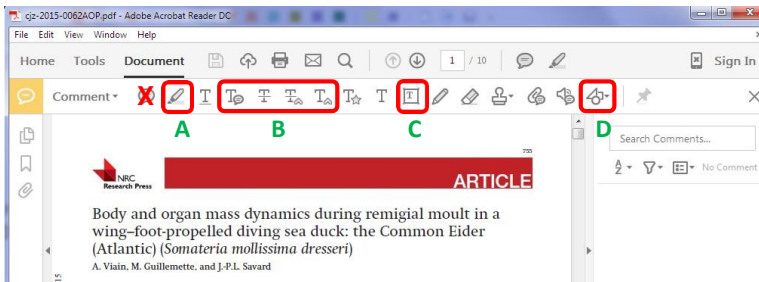 cjz-2015-0062AOP.pdf - Adobe Acrobat Reader DC
File Edit View Window Help
Home Tools Document 1 / 10 Sign In
Comment X T T T T T T T T
A B C D
Search Comments...
No Comment
755
NRC
Research Press
ARTICLE
Body and organ mass dynamics during remigial moult in a
wing–foot-propelled diving sea duck: the Common Eider
(Atlantic) (Somateria mollissima dresseri)
A. Viain, M. Guillemette, and J.-P.L. Savard
15